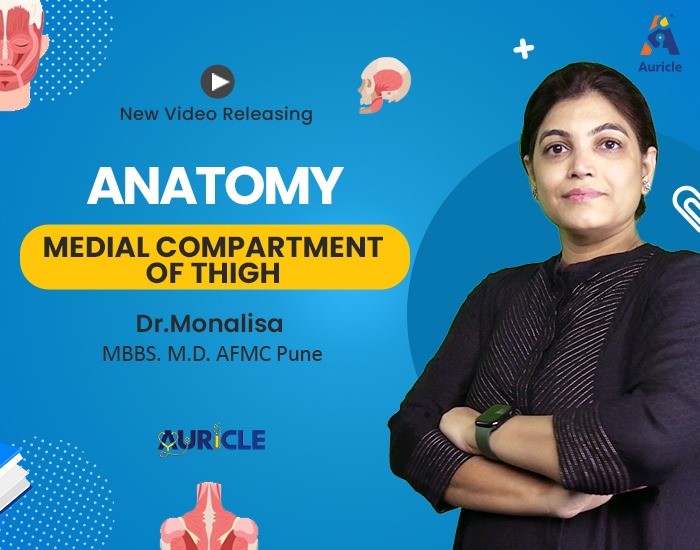 Auricle
New Video Releasing
ANATOMY
MEDIAL COMPARTMENT
OF THIGH
Dr.Monalisa
MBBS. M.D. AFMC Pune
AURICLE